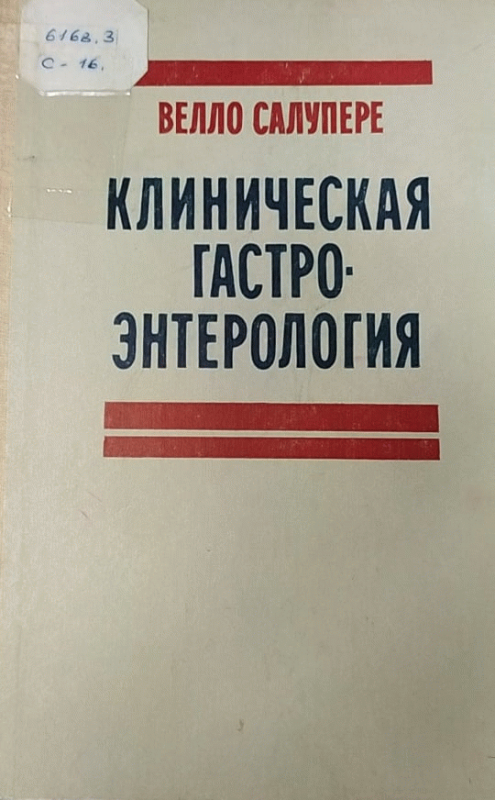 616в.3
С - 16.
ВЕЛЛО САЛУПЕРЕ
КЛИНИЧЕСКАЯ
ГАСТРО-
ЭНТЕРОЛОГИЯ